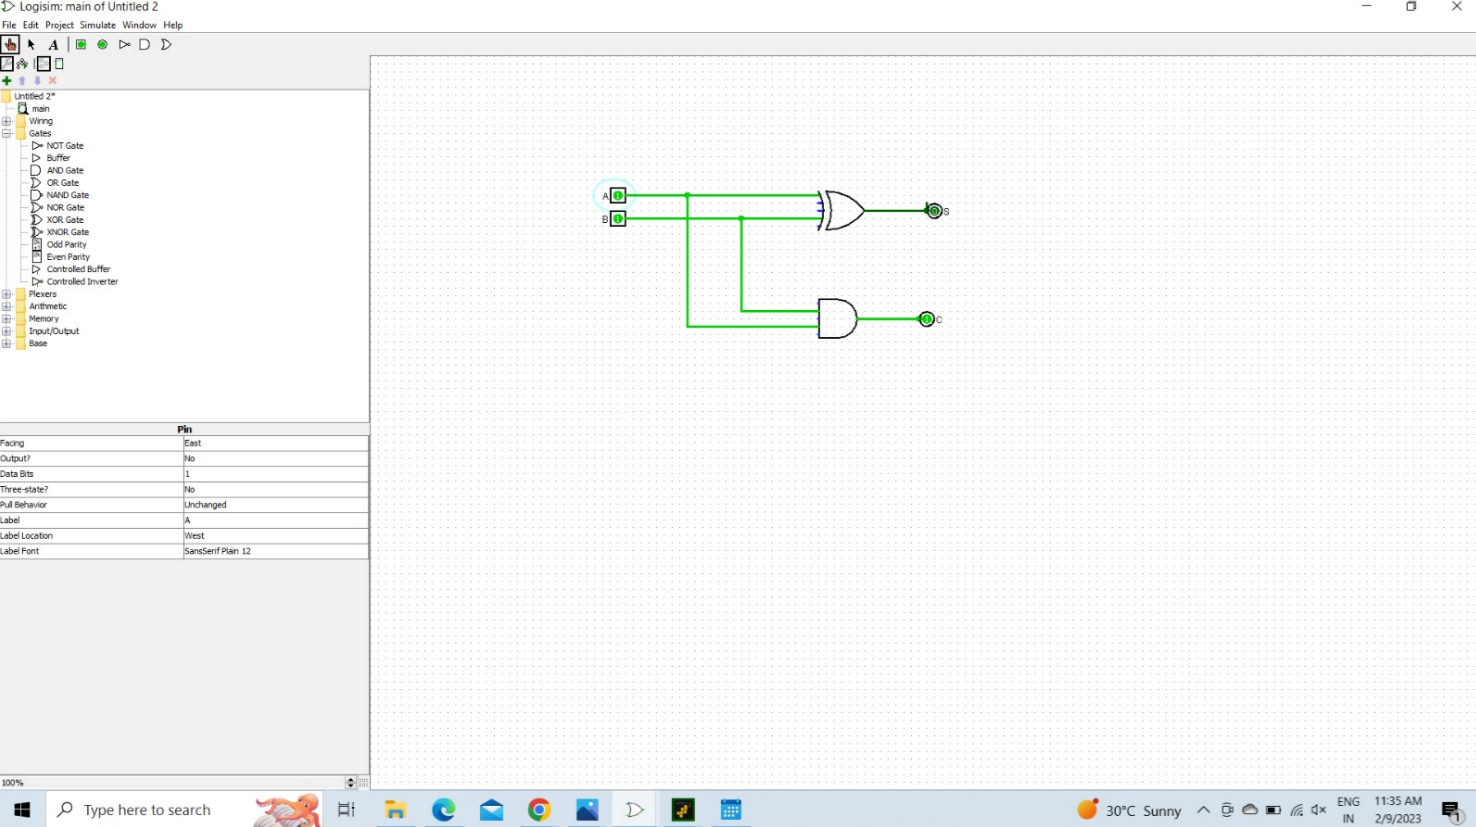 Logisim: main of Untitled 2
File Edit Project Simulate Window Help
A
Untitled 2*
main
Wiring
Gates
NOT Gate
Buffer
AND Gate
OR Gate
NAND Gate
NOR Gate
XOR Gate
XNOR Gate
Odd Parity
Even Parity
Controlled Buffer
Controlled Inverter
Plexers
Arithmetic
Memory
Input/Output
Base
A 1
B 1
0 S
1 C
Pin
Facing East
Output? No
Data Bits 1
Three-state? No
Pull Behavior Unchanged
Label A
Label Location West
Label Font SansSerif Plain 12
100%
Type here to search
30°C Sunny
ENG
IN
11:35 AM
2/9/2023
1